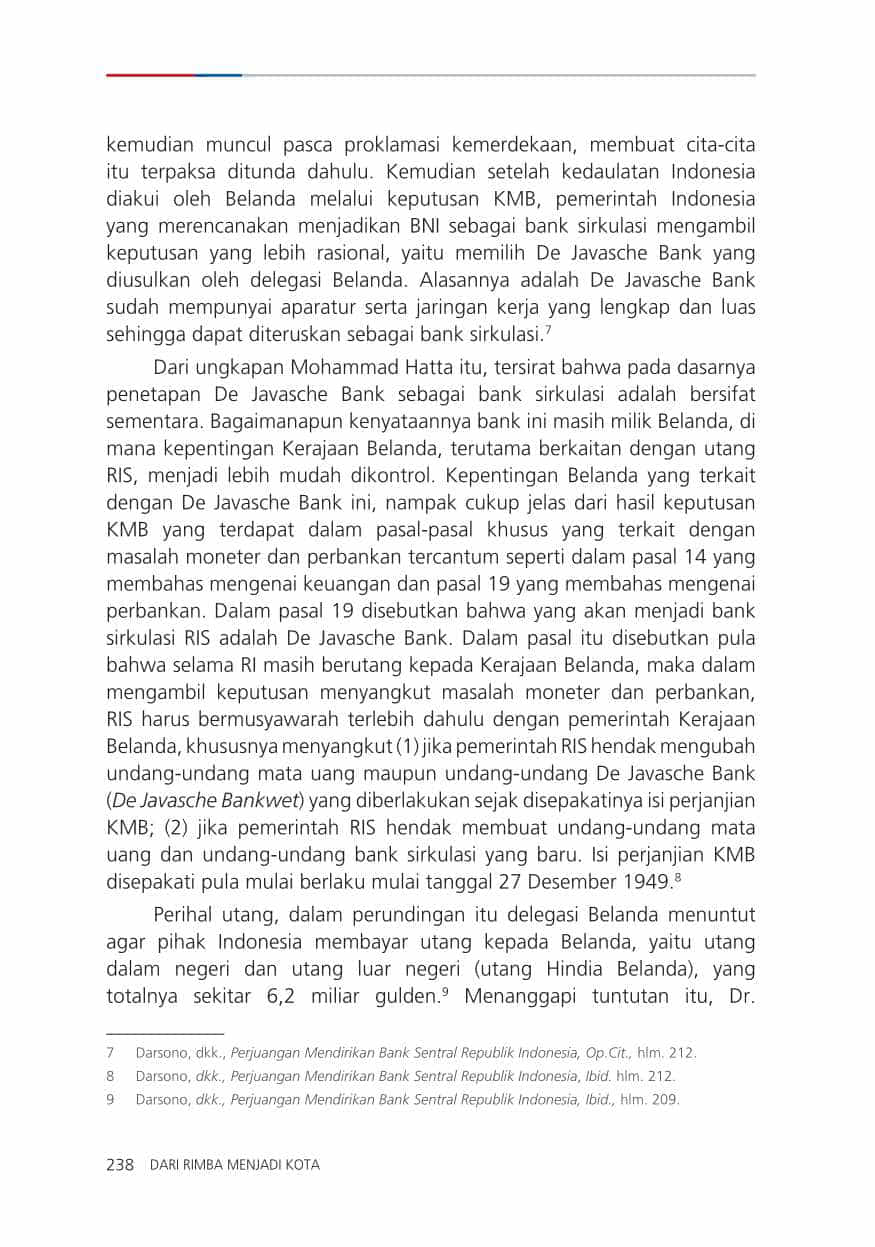 kemudian muncul pasca proklamasi kemerdekaan, membuat cita-cita
itu terpaksa ditunda dahulu. Kemudian setelah kedaulatan Indonesia
diakui oleh Belanda melalui keputusan KMB, pemerintah Indonesia
yang merencanakan menjadikan BNI sebagai bank sirkulasi mengambil
keputusan yang lebih rasional, yaitu memilih De Javasche Bank yang
diusulkan oleh delegasi Belanda. Alasannya adalah De Javasche Bank
sudah mempunyai aparatur serta jaringan kerja yang lengkap dan luas
sehingga dapat diteruskan sebagai bank sirkulasi.7
Dari ungkapan Mohammad Hatta itu, tersirat bahwa pada dasarnya
penetapan De Javasche Bank sebagai bank sirkulasi adalah bersifat
sementara. Bagaimanapun kenyataannya bank ini masih milik Belanda, di
mana kepentingan Kerajaan Belanda, terutama berkaitan dengan utang
RIS, menjadi lebih mudah dikontrol. Kepentingan Belanda yang terkait
dengan De Javasche Bank ini, nampak cukup jelas dari hasil keputusan
KMB yang terdapat dalam pasal-pasal khusus yang terkait dengan
masalah moneter dan perbankan tercantum seperti dalam pasal 14 yang
membahas mengenai keuangan dan pasal 19 yang membahas mengenai
perbankan. Dalam pasal 19 disebutkan bahwa yang akan menjadi bank
sirkulasi RIS adalah De Javasche Bank. Dalam pasal itu disebutkan pula
bahwa selama RI masih berutang kepada Kerajaan Belanda, maka dalam
mengambil keputusan menyangkut masalah moneter dan perbankan,
RIS harus bermusyawarah terlebih dahulu dengan pemerintah Kerajaan
Belanda, khususnya menyangkut (1) jika pemerintah RIS hendak mengubah
undang-undang mata uang maupun undang-undang De Javasche Bank
(De Javasche Bankwet) yang diberlakukan sejak disepakatinya isi perjanjian
KMB; (2) jika pemerintah RIS hendak membuat undang-undang mata
uang dan undang-undang bank sirkulasi yang baru. Isi perjanjian KMB
disepakati pula mulai berlaku mulai tanggal 27 Desember 1949.8
Perihal utang, dalam perundingan itu delegasi Belanda menuntut
agar pihak Indonesia membayar utang kepada Belanda, yaitu utang
dalam negeri dan utang luar negeri (utang Hindia Belanda), yang
totalnya sekitar 6,2 miliar gulden.9 Menanggapi tuntutan itu, Dr.
7 Darsono, dkk., Perjuangan Mendirikan Bank Sentral Republik Indonesia, Op.Cit., hlm. 212.
8 Darsono, dkk., Perjuangan Mendirikan Bank Sentral Republik Indonesia, Ibid. hlm. 212.
9 Darsono, dkk., Perjuangan Mendirikan Bank Sentral Republik Indonesia, Ibid., hlm. 209.
238 DARI RIMBA MENJADI KOTA